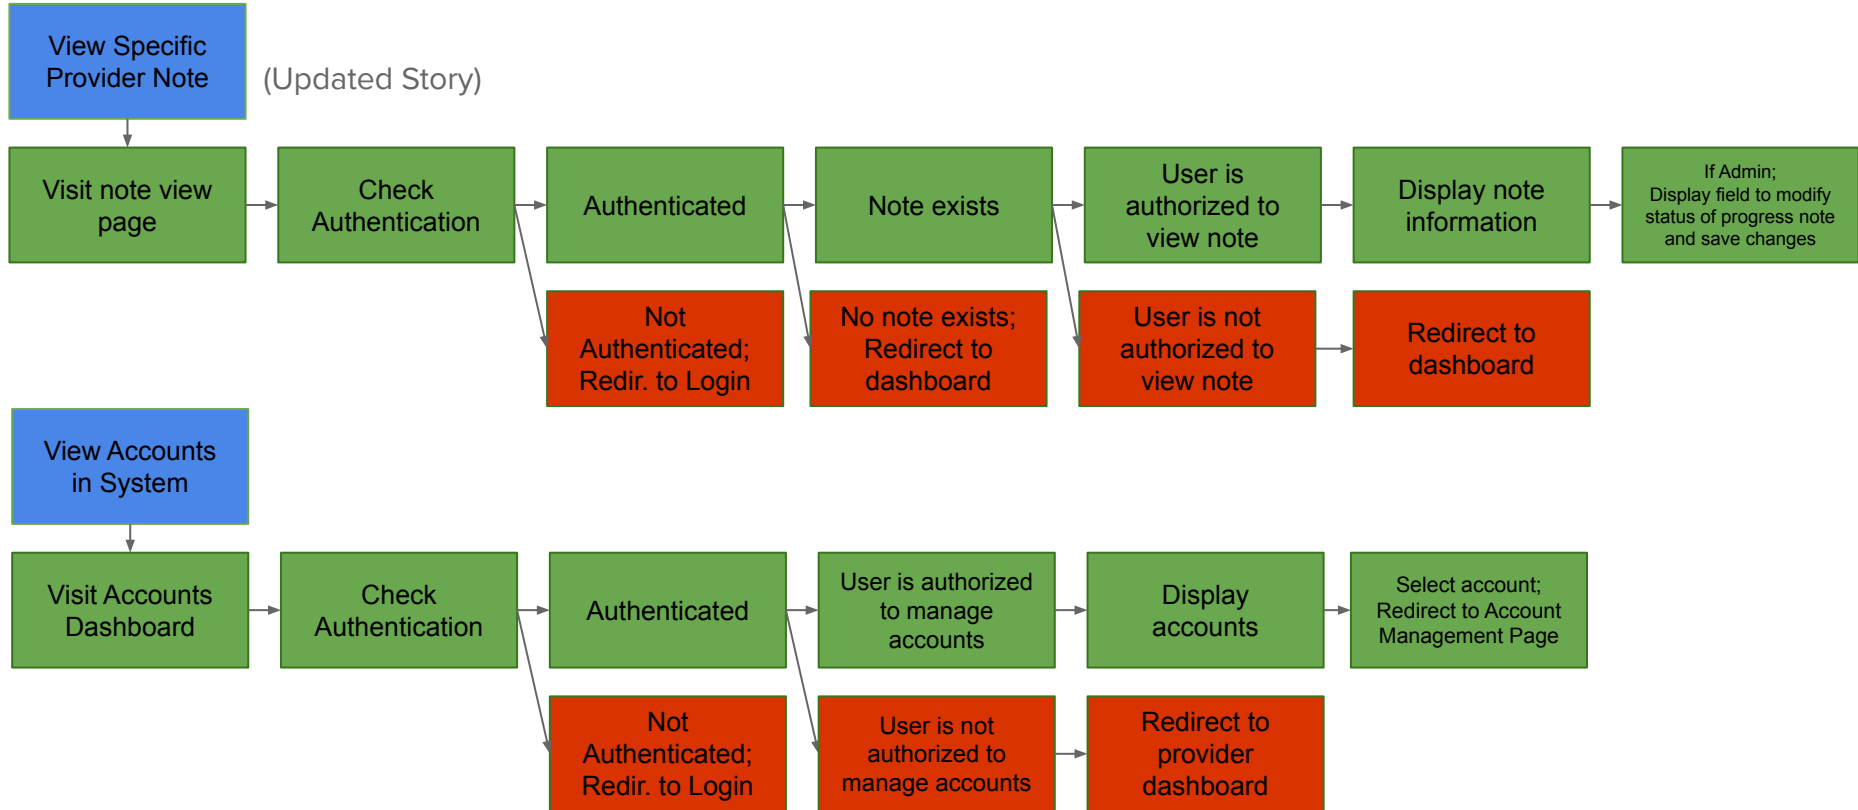 View Specific
Provider Note
(Updated Story)
Visit note view
page
Check
Authentication
Authenticated
Note exists
User is
authorized to
view note
Display note
information
If Admin;
Display field to modify
status of progress note
and save changes
Not
Authenticated;
Redir. to Login
No note exists;
Redirect to
dashboard
User is not
authorized to
view note
Redirect to
dashboard
View Accounts
in System
Visit Accounts
Dashboard
Check
Authentication
Authenticated
User is authorized
to manage
accounts
Display
accounts
Select account;
Redirect to Account
Management Page
Not
Authenticated;
Redir. to Login
User is not
authorized to
manage accounts
Redirect to
provider
dashboard